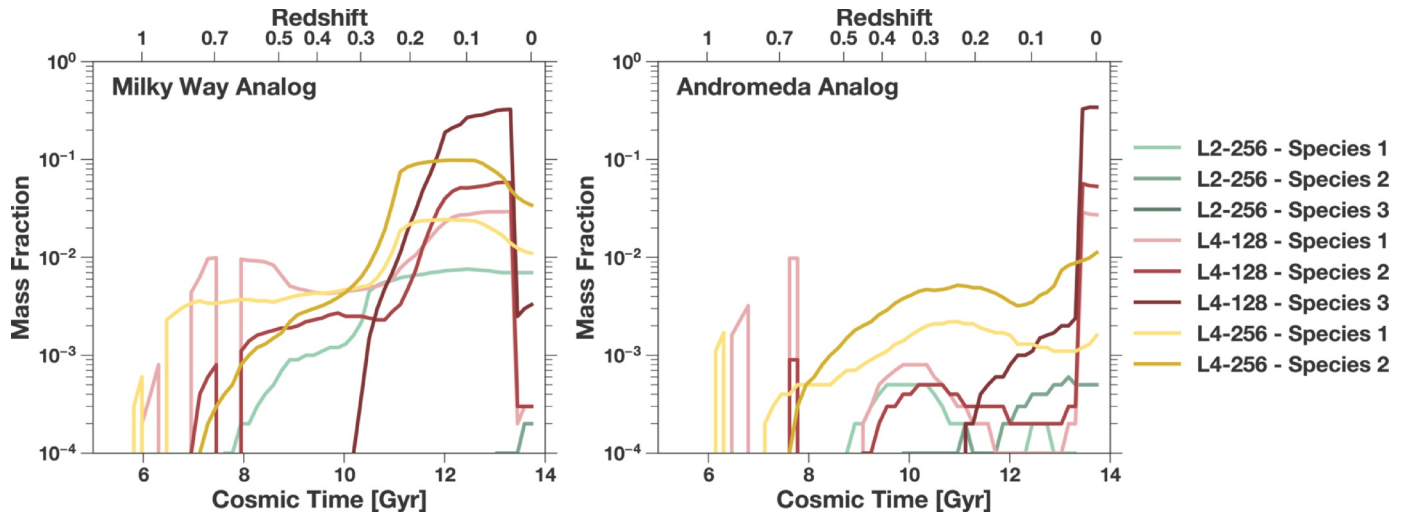 Redshift
1 0.7 0.5 0.4 0.3 0.2 0.1 0
10⁰
10⁻¹
10⁻²
10⁻³
10⁻⁴
Mass Fraction
Milky Way Analog
6 8 10 12 14
Cosmic Time [Gyr]
Redshift
1 0.7 0.5 0.4 0.3 0.2 0.1 0
10⁰
10⁻¹
10⁻²
10⁻³
10⁻⁴
Mass Fraction
Andromeda Analog
6 8 10 12 14
Cosmic Time [Gyr]
L2-256 - Species 1
L2-256 - Species 2
L2-256 - Species 3
L4-128 - Species 1
L4-128 - Species 2
L4-128 - Species 3
L4-256 - Species 1
L4-256 - Species 2